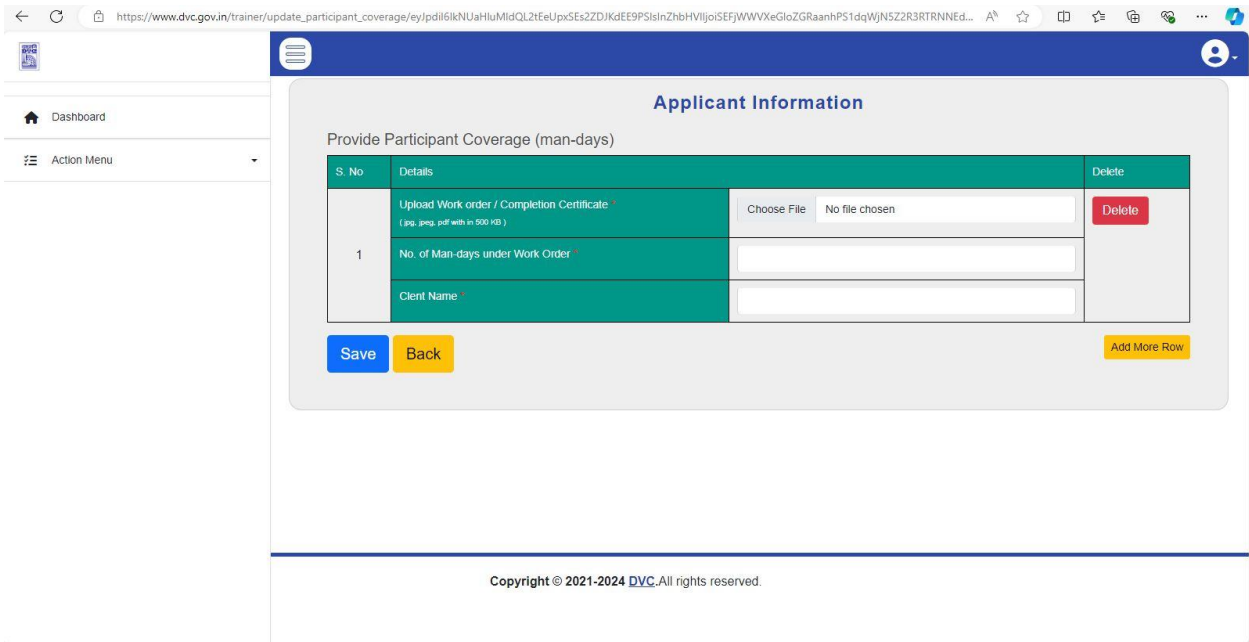 https://www.dvc.gov.in/trainer/update_participant_coverage/
DVC
Dashboard
Action Menu
Applicant Information
Provide Participant Coverage (man-days)
S. No Details Delete
Upload Work order / Completion Certificate * Choose File No file chosen Delete
( jpg, jpeg, pdf with in 500 KB )
1 No. of Man-days under Work Order *
Clent Name *
Save Back Add More Row
Copyright © 2021-2024 DVC.All rights reserved.